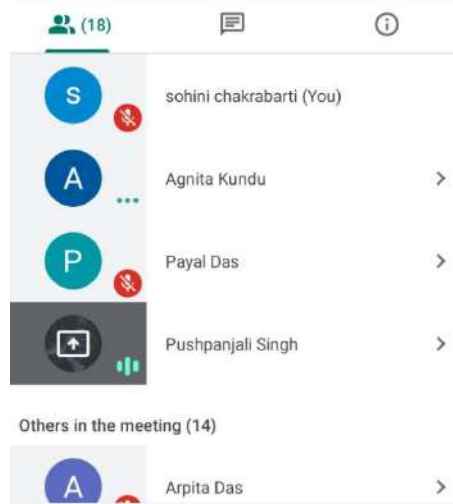 (18)
S
sohini chakrabarti (You)
A
Agnita Kundu
P
Payal Das
Pushpanjali Singh
Others in the meeting (14)
A
Arpita Das